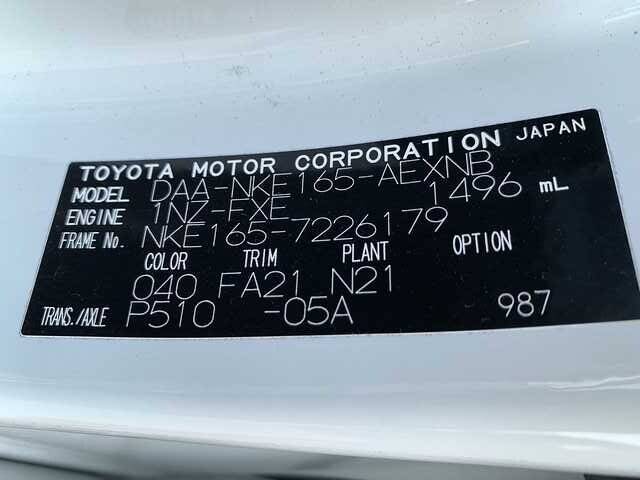 TOYOTA MOTOR CORPORATION JAPAN
MODEL DAA-NKE165-AEXNB
ENGINE 1NZ-FXE 1496 mL
FRAME No. NKE165-7226179
COLOR TRIM PLANT OPTION
040 FA21 N21
TRANS./AXLE P510 -05A 987